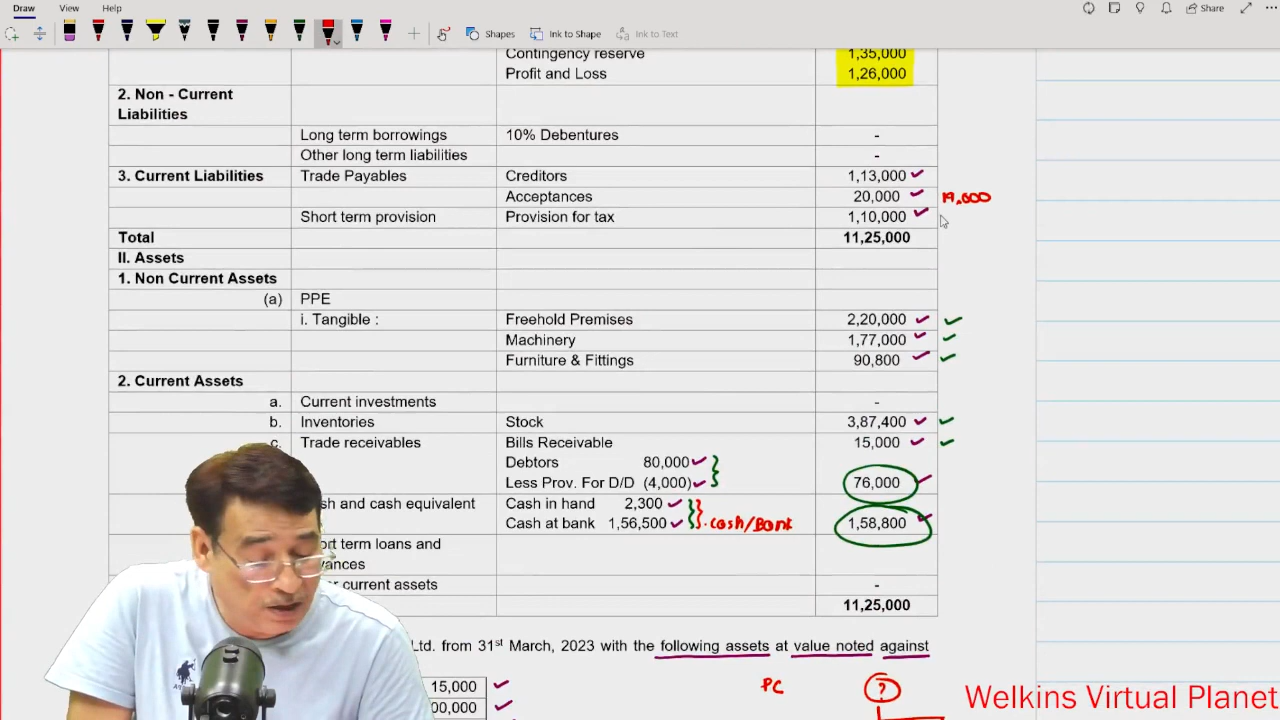 Draw View Help Share
Shapes Ink to Shape Ink to Text
Contingency reserve 1,35,000
Profit and Loss 1,26,000
2. Non - Current
Liabilities
Long term borrowings 10% Debentures -
Other long term liabilities -
3. Current Liabilities Trade Payables Creditors 1,13,000
Acceptances 20,000 19,000
Short term provision Provision for tax 1,10,000
Total 11,25,000
II. Assets
1. Non Current Assets
(a) PPE
i. Tangible : Freehold Premises 2,20,000
Machinery 1,77,000
Furniture & Fittings 90,800
2. Current Assets
a. Current investments -
b. Inventories Stock 3,87,400
c. Trade receivables Bills Receivable 15,000
Debtors 80,000
Less Prov. For D/D (4,000) 76,000
sh and cash equivalent Cash in hand 2,300
Cash at bank 1,56,500 Cash/Bank 1,58,800
ort term loans and
vances
r current assets -
11,25,000
Ltd. from 31st March, 2023 with the following assets at value noted against
15,000 PC ?
00,000
Welkins Virtual Planet